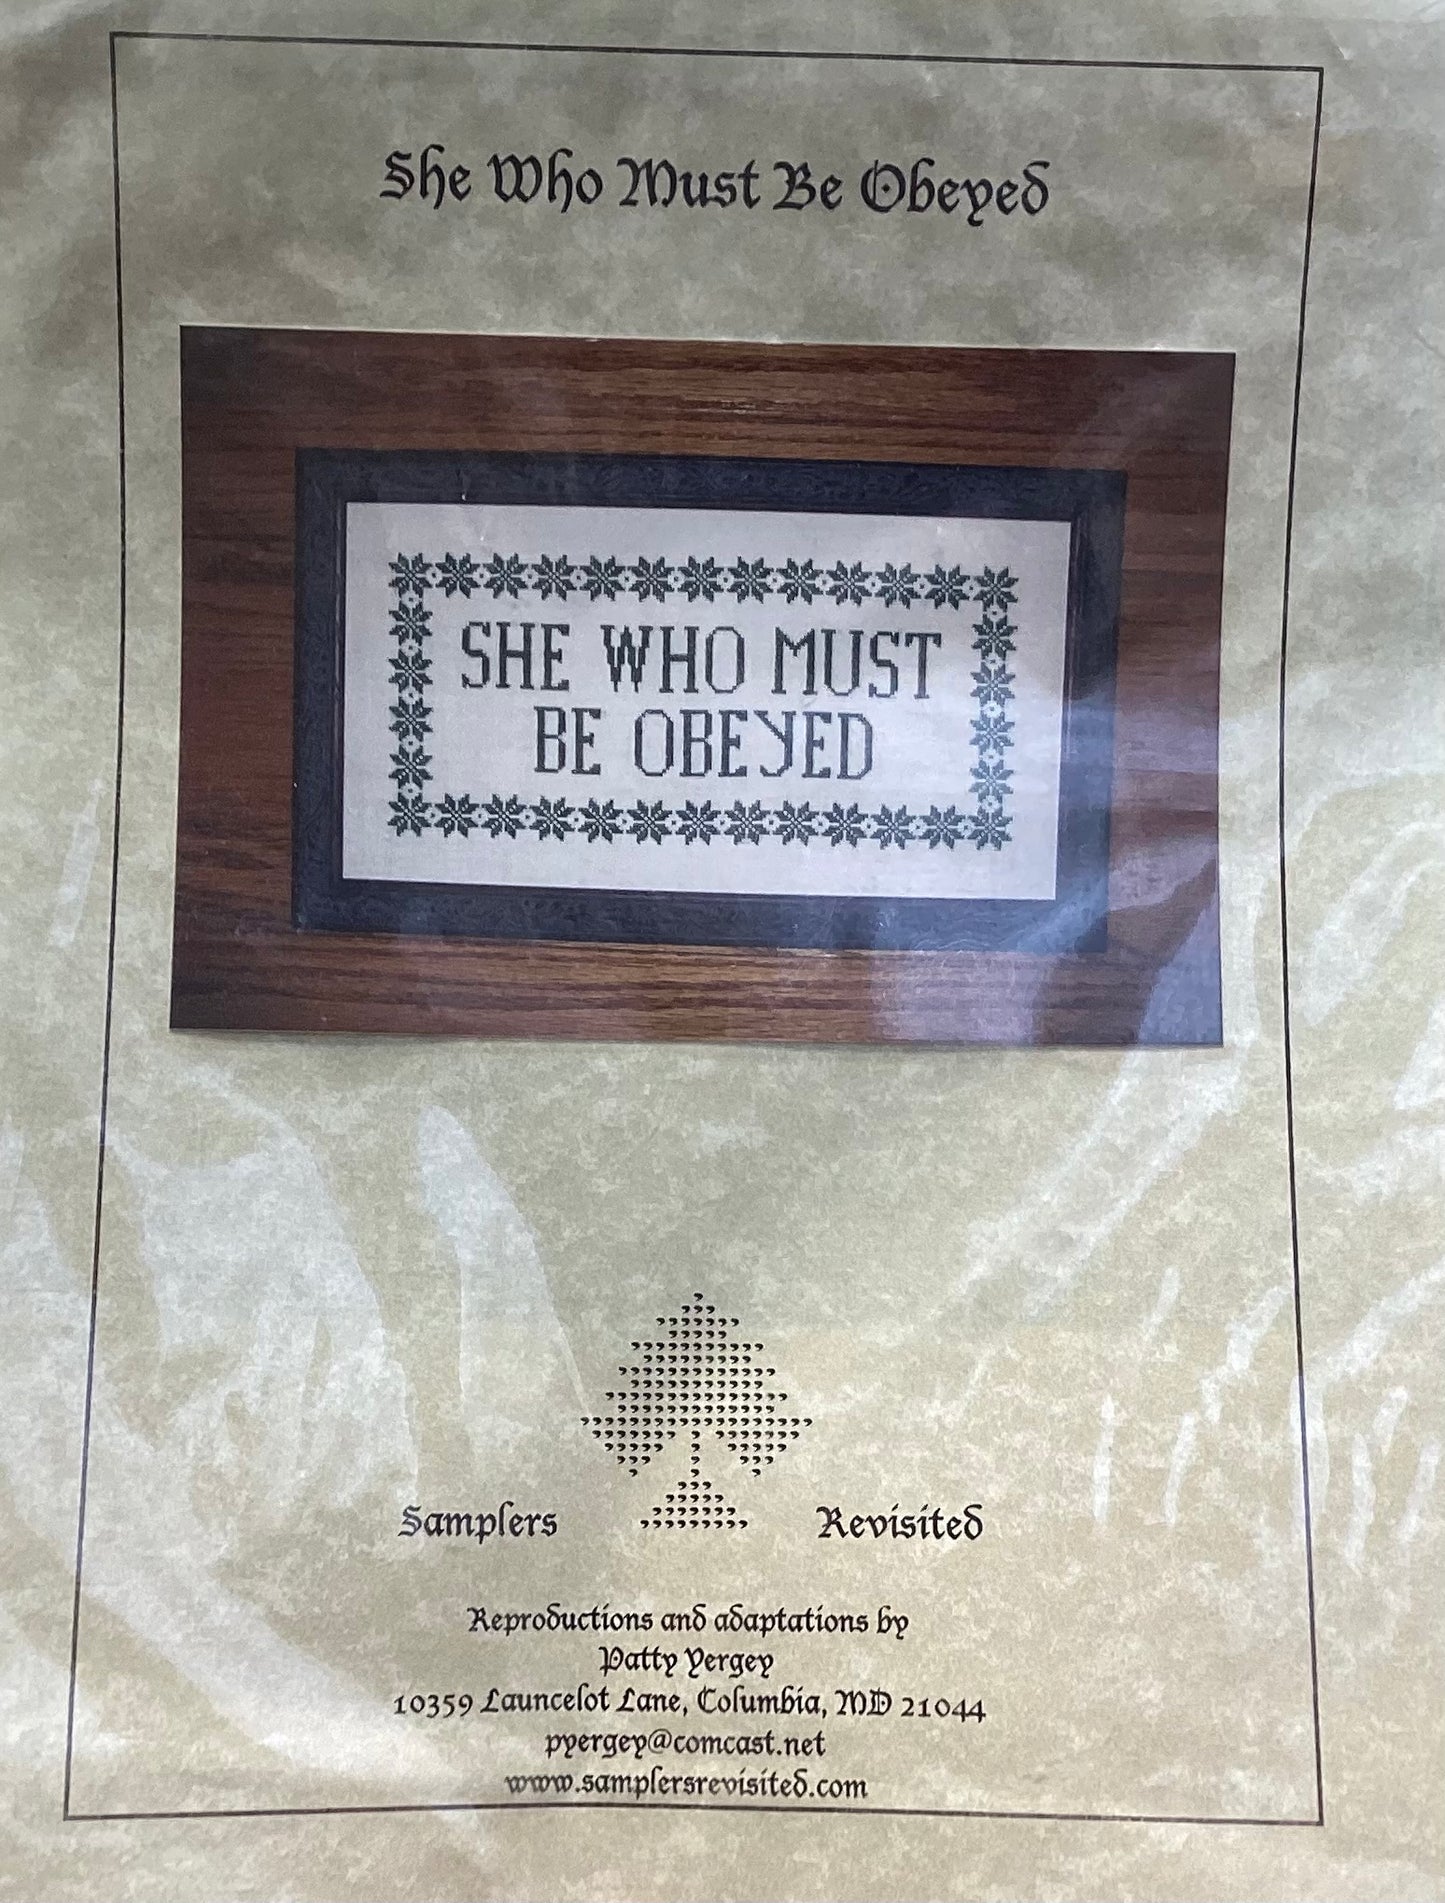 She Who Must Be Obeyed
SHE WHO MUST
BE OBEYED
Samplers Revisited
Reproductions and adaptations by
Patty Yergey
10359 Launcelot Lane, Columbia, MD 21044
pyergey@comcast.net
www.samplersrevisited.com